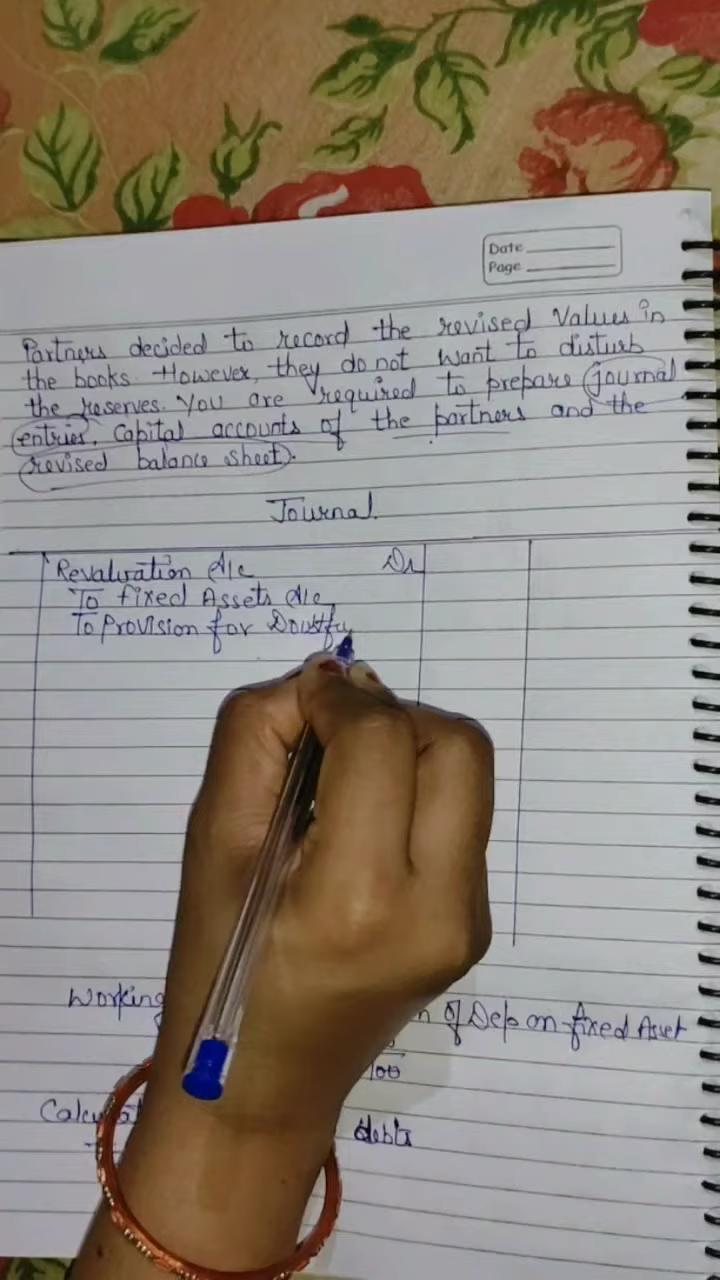 Date
Page
Partners decided to record the revised Values in
the books. However, they do not want to disturb
the reserves. You are required to prepare journal
entries, Capital accounts of the partners and the
revised balance sheet.
Journal
Revaluation A/c Dr
To fixed Assets A/c
To Provision for Doubtfu
Working of Dep on fixed Asset
100
debts